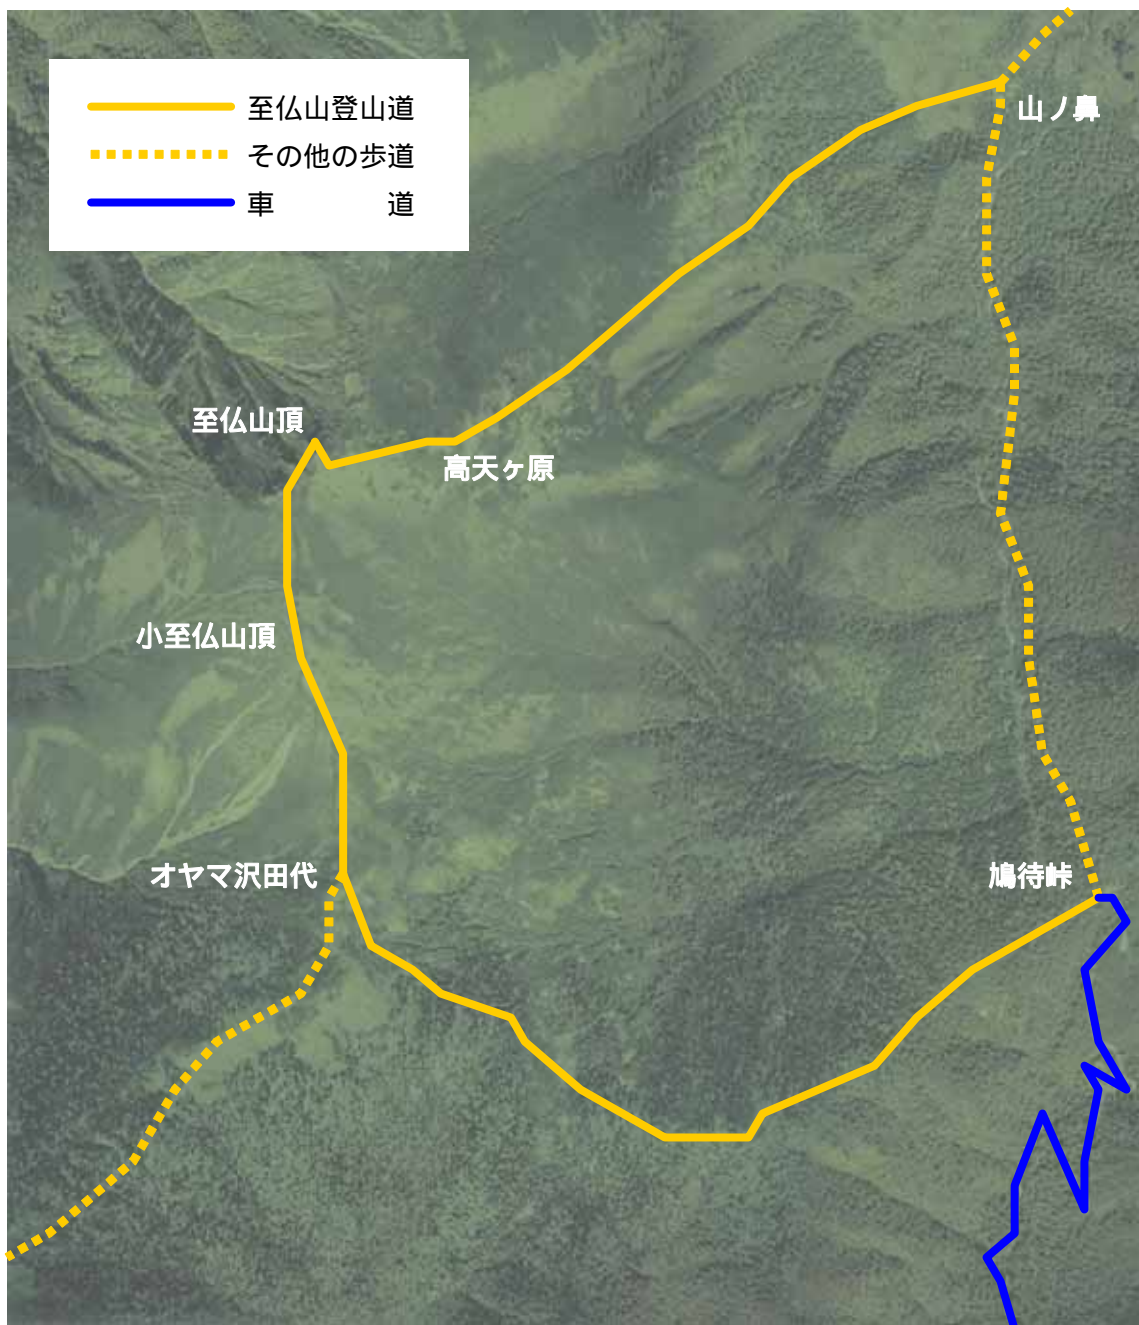 至仏山登山道
その他の歩道
車　　　　道
山ノ鼻
至仏山頂
高天ヶ原
小至仏山頂
オヤマ沢田代
鳩待峠